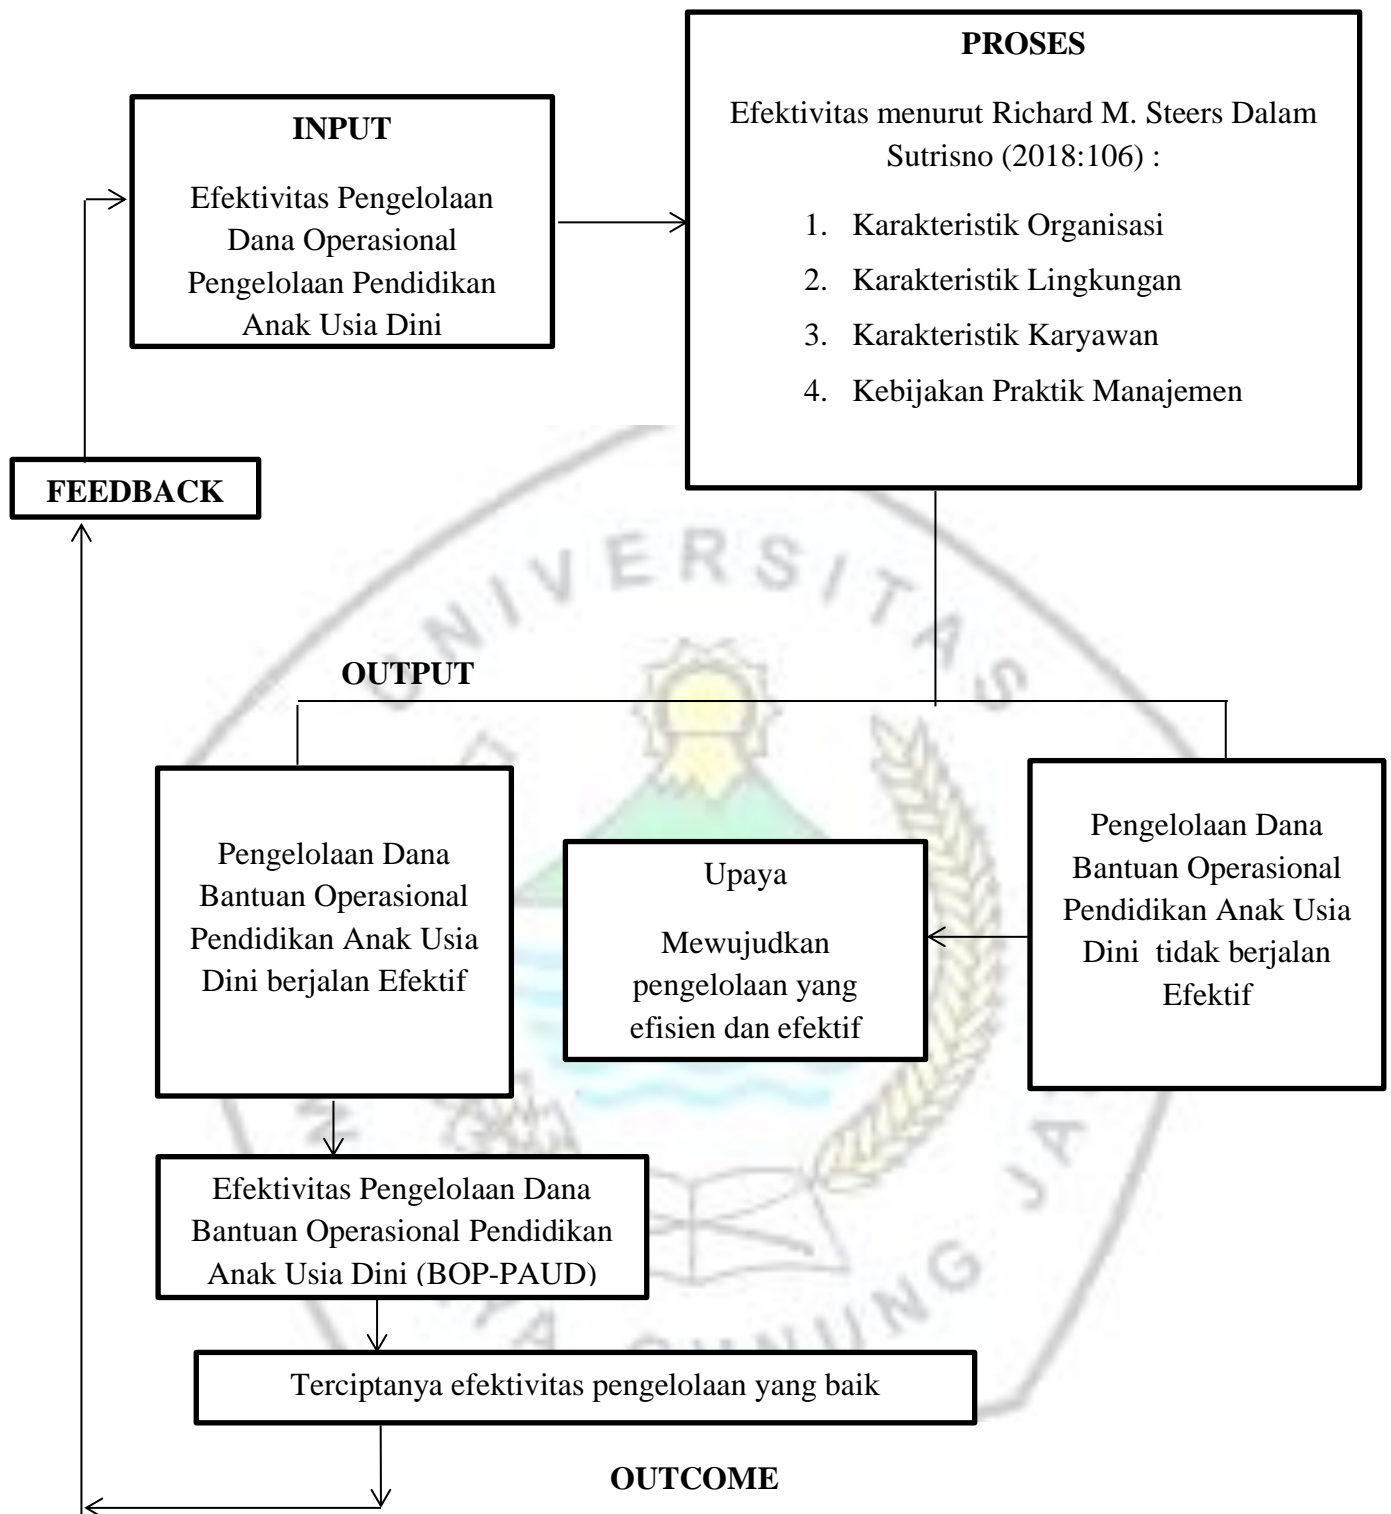 PROSES
Efektivitas menurut Richard M. Steers Dalam
Sutrisno (2018:106) :
1. Karakteristik Organisasi
2. Karakteristik Lingkungan
3. Karakteristik Karyawan
4. Kebijakan Praktik Manajemen
INPUT
Efektivitas Pengelolaan
Dana Operasional
Pengelolaan Pendidikan
Anak Usia Dini
FEEDBACK
UNIVERSITAS
OUTPUT
Pengelolaan Dana
Bantuan Operasional
Pendidikan Anak Usia
Dini berjalan Efektif
Upaya
Mewujudkan
pengelolaan yang
efisien dan efektif
Pengelolaan Dana
Bantuan Operasional
Pendidikan Anak Usia
Dini  tidak berjalan
Efektif
Efektivitas Pengelolaan Dana
Bantuan Operasional Pendidikan
Anak Usia Dini (BOP-PAUD)
GUNUNG
Terciptanya efektivitas pengelolaan yang baik
OUTCOME